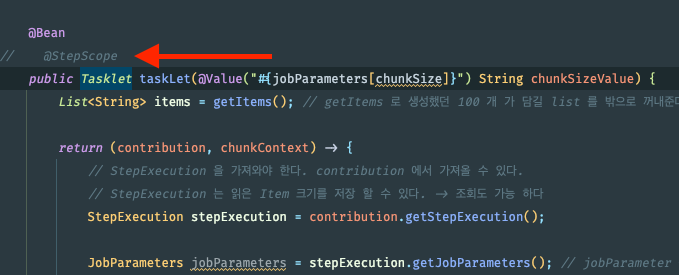 @Bean
// @StepScope
public Tasklet taskLet(@Value("#{jobParameters[chunkSize]}") String chunkSizeValue) {
List<String> items = getItems(); // getItems 로 생성했던 100 개 가 담길 list 를 밖으로 꺼내준
return (contribution, chunkContext) -> {
// StepExecution 을 가져와야 한다. contribution 에서 가져올 수 있다.
// StepExecution 는 읽은 Item 크기를 저장 할 수 있다. -> 조회도 가능 하다
StepExecution stepExecution = contribution.getStepExecution();
JobParameters jobParameters = stepExecution.getJobParameters(); // jobParameter